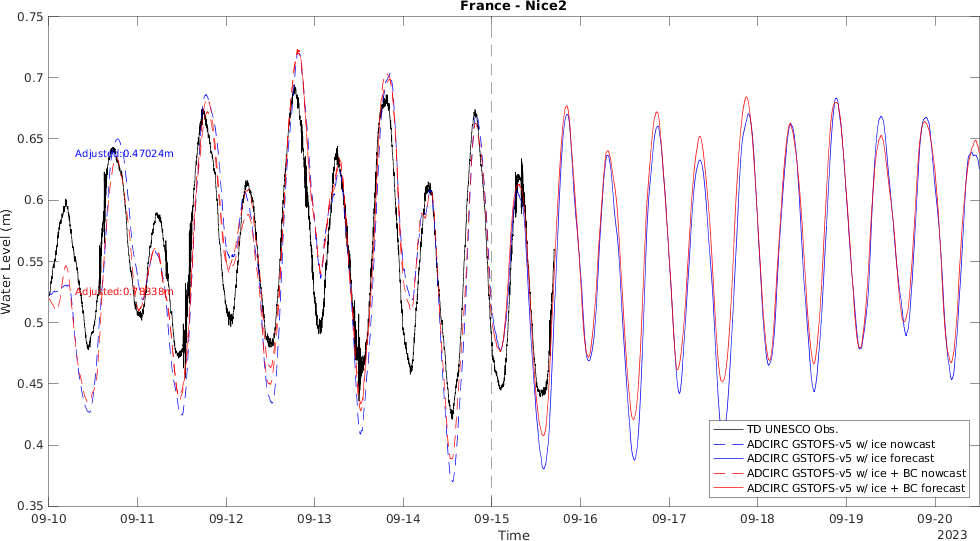 France - Nice2
Water Level (m)
0.75
0.7
0.65
0.6
0.55
0.5
0.45
0.4
0.35
Adjusted:0.47024m
Adjusted:0.78938m
TD UNESCO Obs.
ADCIRC GSTOFS-v5 w/ ice nowcast
ADCIRC GSTOFS-v5 w/ ice forecast
ADCIRC GSTOFS-v5 w/ ice + BC nowcast
ADCIRC GSTOFS-v5 w/ ice + BC forecast
09-10 09-11 09-12 09-13 09-14 09-15 09-16 09-17 09-18 09-19 09-20
Time
2023